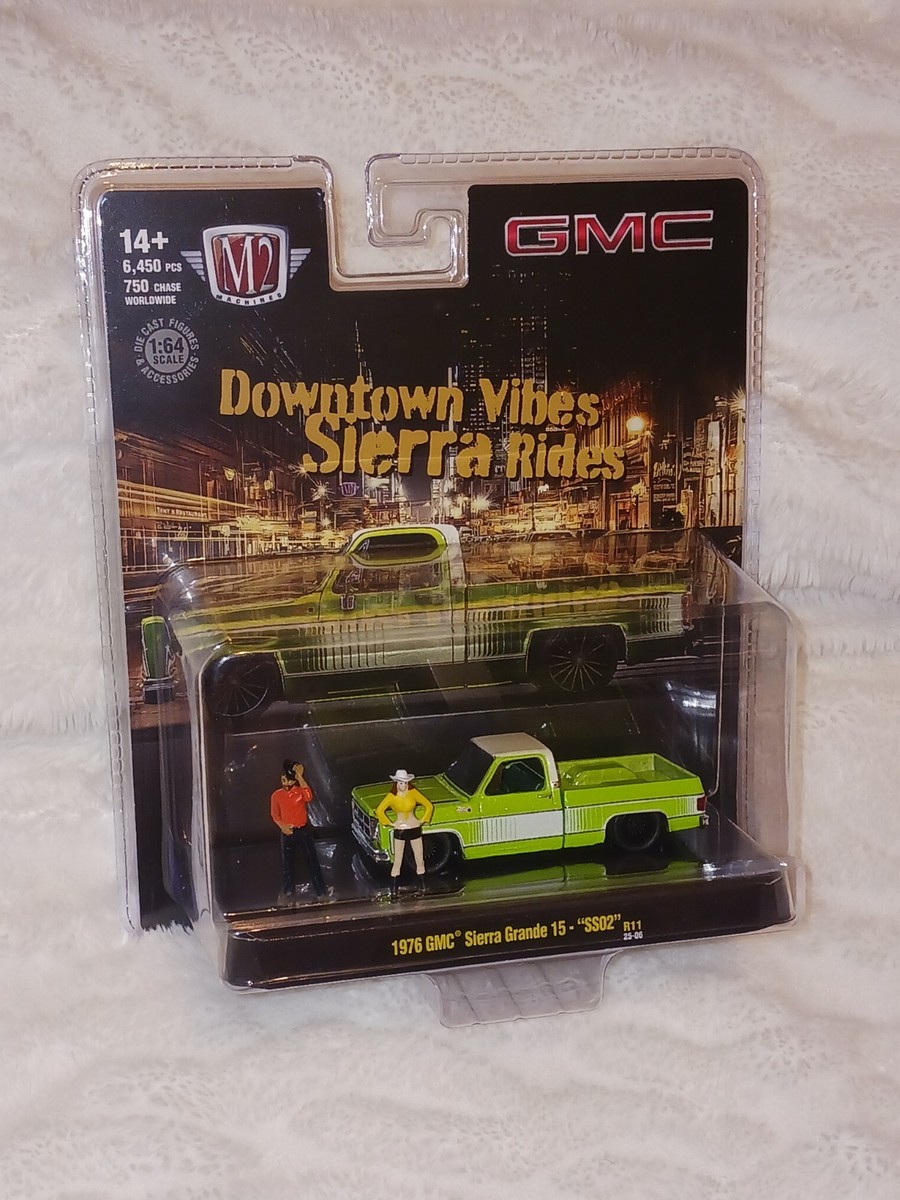 14+
6,450 PCS
750 CHASE
WORLDWIDE
M2
MACHINES
GMC
DIE CAST FIGURES
& ACCESSORIES
1:64
SCALE
Downtown Vibes
Sierra Rides
1976 GMC® Sierra Grande 15 - "SS02" R11
25-06